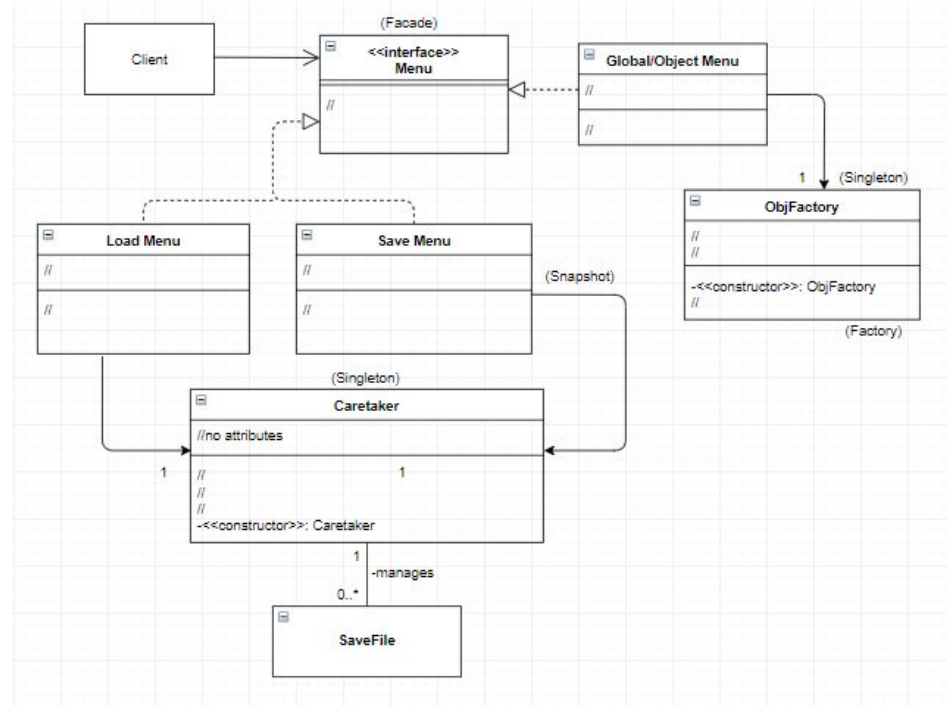 (Facade)
Client
<<interface>>
Menu
//
Global/Object Menu
//
//
1
(Singleton)
ObjFactory
//
//
-<<constructor>>: ObjFactory
//
(Factory)
Load Menu
//
//
Save Menu
//
//
(Snapshot)
(Singleton)
Caretaker
//no attributes
1
//
1
//
//
-<<constructor>>: Caretaker
1
-manages
0..*
SaveFile